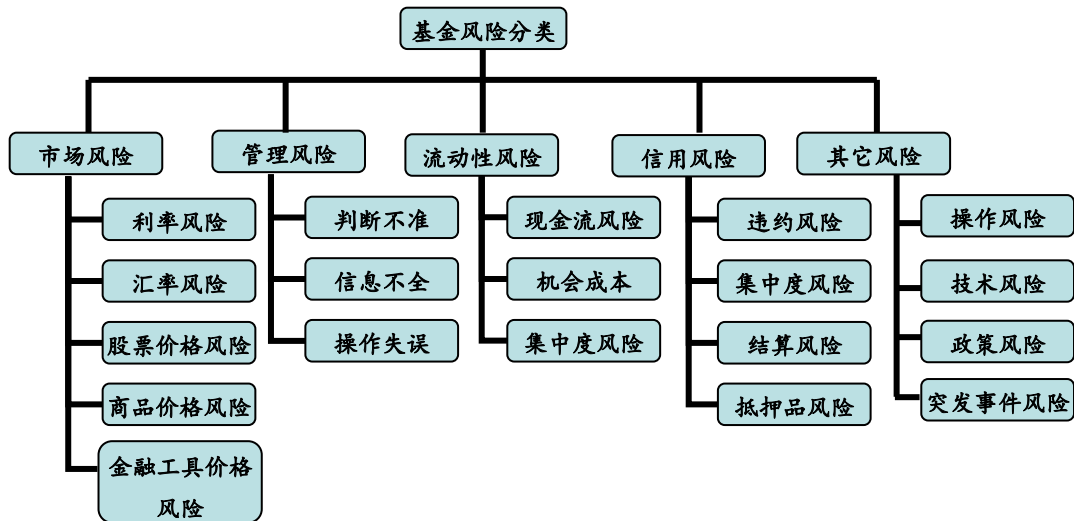 基金风险分类
市场风险
管理风险
流动性风险
信用风险
其它风险
利率风险
汇率风险
股票价格风险
商品价格风险
金融工具价格
风险
判断不准
信息不全
操作失误
现金流风险
机会成本
集中度风险
违约风险
集中度风险
结算风险
抵押品风险
操作风险
技术风险
政策风险
突发事件风险